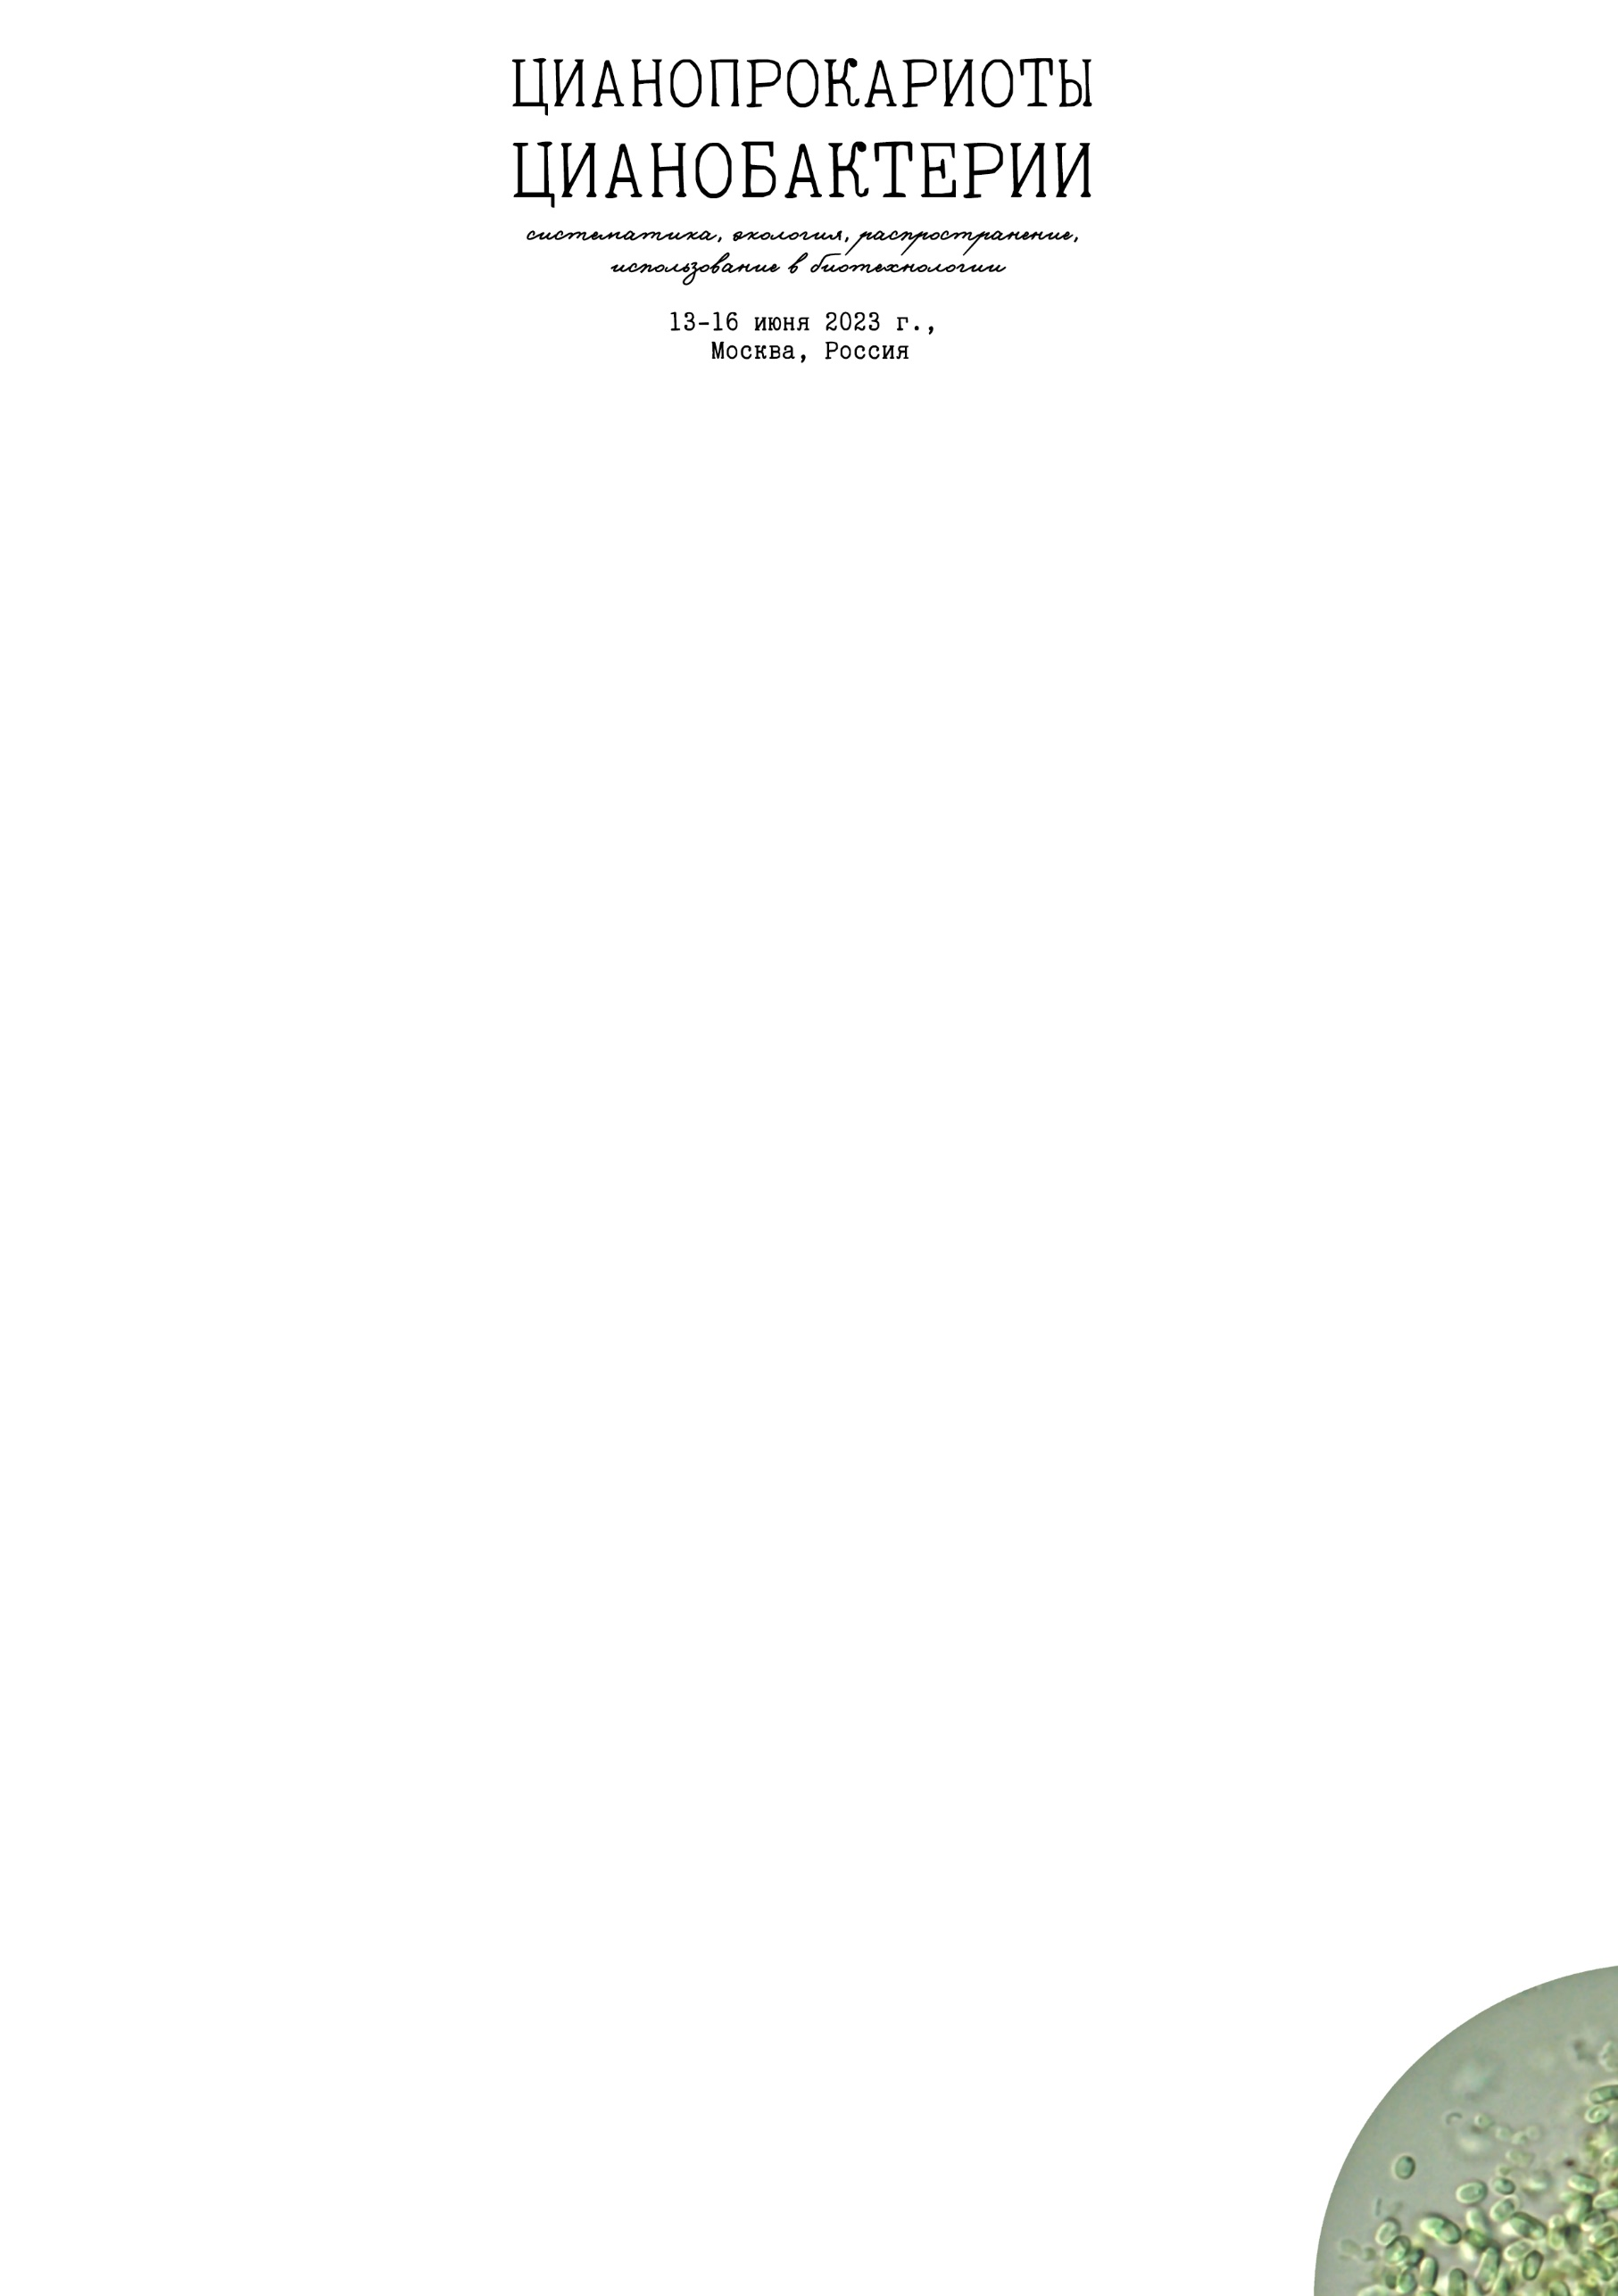 ЦИАНОПРОКАРИОТЫ
ЦИАНОБАКТЕРИИ
систематика, экология, распространение,
использование в биотехнологии
13-16 июня 2023 г.,
Москва, Россия